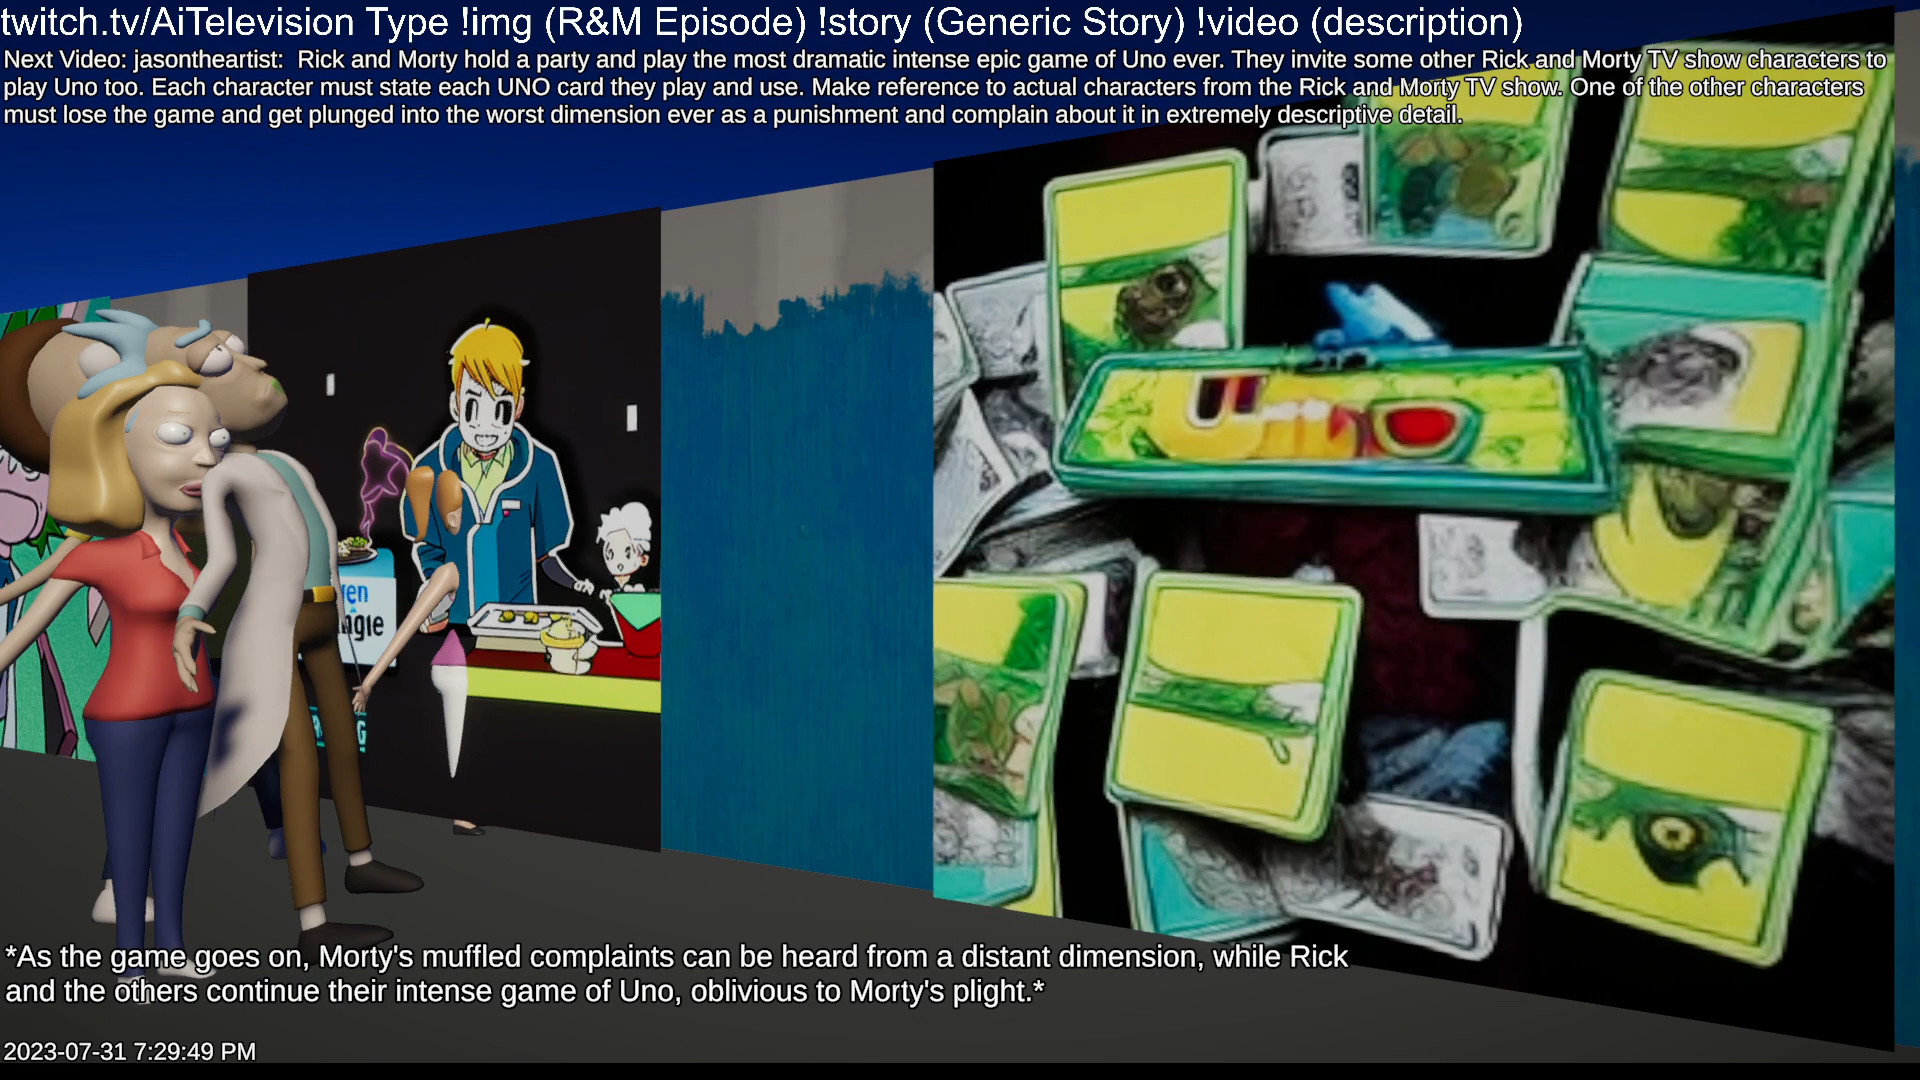 twitch.tv/AiTelevision Type !img (R&M Episode) !story (Generic Story) !video (description)
Next Video: jasontheartist:  Rick and Morty hold a party and play the most dramatic intense epic game of Uno ever. They invite some other Rick and Morty TV show characters to
play Uno too. Each character must state each UNO card they play and use. Make reference to actual characters from the Rick and Morty TV show. One of the other characters
must lose the game and get plunged into the worst dimension ever as a punishment and complain about it in extremely descriptive detail.
en
*As the game goes on, Morty's muffled complaints can be heard from a distant dimension, while Rick
and the others continue their intense game of Uno, oblivious to Morty's plight.*
2023-07-31 7:29:49 PM